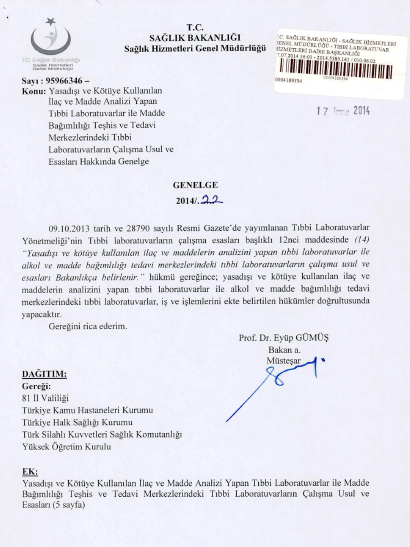 T.C.
SAĞLIK BAKANLIĞI
Sağlık Hizmetleri Genel Müdürlüğü
T.C. Sağlık Bakanlığı
T.C. SAĞLIK BAKANLIĞI - SAĞLIK HİZMETLERİ
GENEL MÜDÜRLÜĞÜ - TIBBİ LABORATUVAR
HİZMETLERİ DAİRE BAŞKANLIĞI
17 2014
Sayı : 95966346 –
Konu: Yasadışı ve Kötüye Kullanılan
İlaç ve Madde Analizi Yapan
Tıbbi Laboratuvarlar ile Madde
Bağımlılığı Teşhis ve Tedavi
Merkezlerindeki Tıbbi
Laboratuvarların Çalışma Usul ve
Esasları Hakkında Genelge
GENELGE
2014/.22
09.10.2013 tarih ve 28790 sayılı Resmi Gazete’de yayımlanan Tıbbi Laboratuvarlar
Yönetmeliği’nin Tıbbi laboratuvarların çalışma esasları başlıklı 12nci maddesinde (14)
“Yasadışı ve kötüye kullanılan ilaç ve maddelerin analizini yapan tıbbi laboratuvarlar ile
alkol ve madde bağımlılığı tedavi merkezlerindeki tıbbi laboratuvarların çalışma usul ve
esasları Bakanlıkça belirlenir.” hükmü gereğince; yasadışı ve kötüye kullanılan ilaç ve
maddelerin analizini yapan tıbbi laboratuvarlar ile alkol ve madde bağımlılığı tedavi
merkezlerindeki tıbbi laboratuvarlar, iş ve işlemlerini ekte belirtilen hükümler doğrultusunda
yapacaktır.
Gereğini rica ederim.
Prof. Dr. Eyüp GÜMÜŞ
Bakan a.
Müsteşar
DAĞITIM:
Gereği:
81 İl Valiliği
Türkiye Kamu Hastaneleri Kurumu
Türkiye Halk Sağlığı Kurumu
Türk Silahlı Kuvvetleri Sağlık Komutanlığı
Yüksek Öğretim Kurulu
EK:
Yasadışı ve Kötüye Kullanılan İlaç ve Madde Analizi Yapan Tıbbi Laboratuvarlar ile Madde
Bağımlılığı Teşhis ve Tedavi Merkezlerindeki Tıbbi Laboratuvarların Çalışma Usul ve
Esasları (5 sayfa)